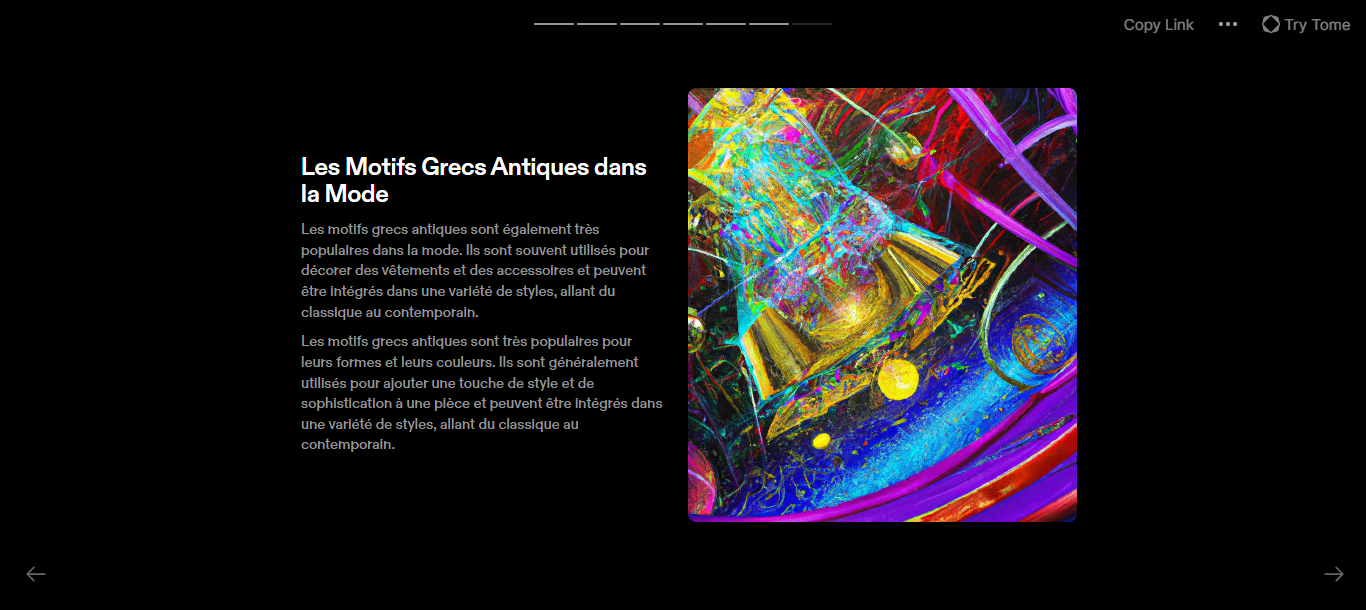 Copy Link
Try Tome
Les Motifs Grecs Antiques dans
la Mode
Les motifs grecs antiques sont également très
populaires dans la mode. Ils sont souvent utilisés pour
décorer des vêtements et des accessoires et peuvent
être intégrés dans une variété de styles, allant du
classique au contemporain.
Les motifs grecs antiques sont très populaires pour
leurs formes et leurs couleurs. Ils sont généralement
utilisés pour ajouter une touche de style et de
sophistication à une pièce et peuvent être intégrés dans
une variété de styles, allant du classique au
contemporain.